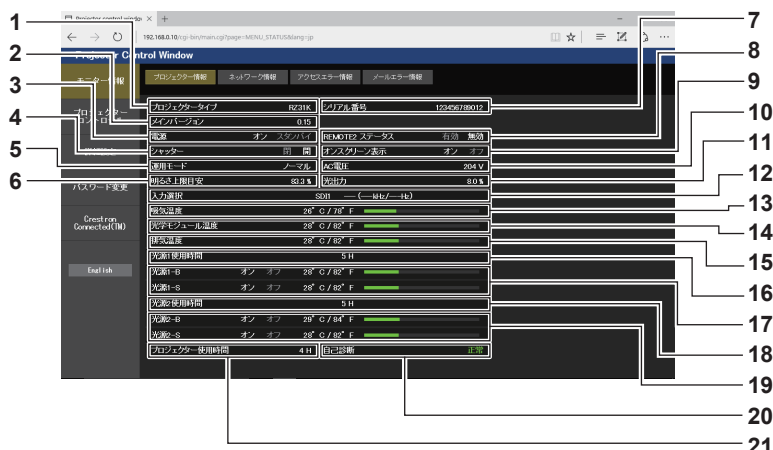 1
2
3
4
5
6
7
8
9
10
11
12
13
14
15
16
17
18
19
20
21
Projector control window × +
192.168.0.10/cgi-bin/main.cgi?page=MENU_STATUS&lang=jp
Projector Control Window
モニター情報
プロジェクター情報 ネットワーク情報 アクセスエラー情報 メールエラー情報
プロジェクタータイプ RZ31K シリアル番号 123456789012
メインバージョン 0.15
電源 オン スタンバイ REMOTE2 ステータス 有効 無効
シャッター 閉 開 オンスクリーン表示 オン オフ
運用モード ノーマル AC電圧 204 V
明るさ上限目安 83.3 % 光出力 8.0 %
入力選択 SDI1 ---(---kHz/---Hz)
吸気温度 26° C / 78° F
光学モジュール温度 28° C / 82° F
排気温度 28° C / 82° F
光源1使用時間 5 H
光源1-B オン オフ 28° C / 82° F
光源1-S オン オフ 28° C / 82° F
光源2使用時間 5 H
光源2-B オン オフ 29° C / 84° F
光源2-S オン オフ 28° C / 82° F
プロジェクター使用時間 4 H 自己診断 正常
パスワード変更
Crestron
Connected(TM)
English